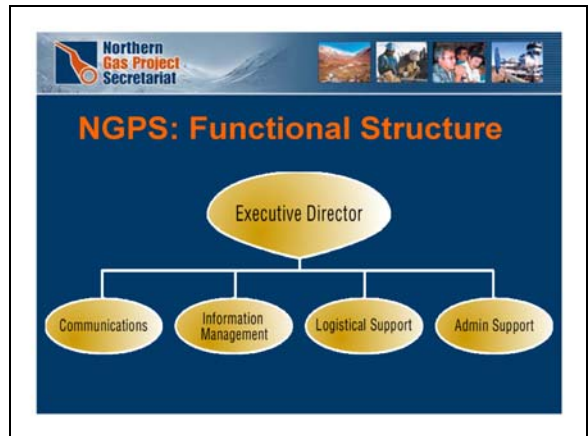 Northern
Gas Project
Secretariat
NGPS: Functional Structure
Executive Director
Communications
Information
Management
Logistical Support
Admin Support